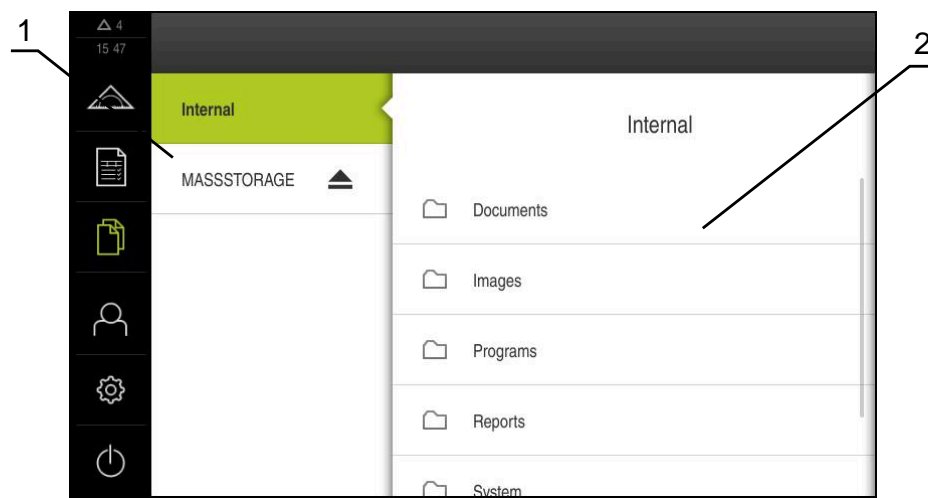 1
2
4
15 47
Internal
MASSSTORAGE
Internal
Documents
Images
Programs
Reports
System